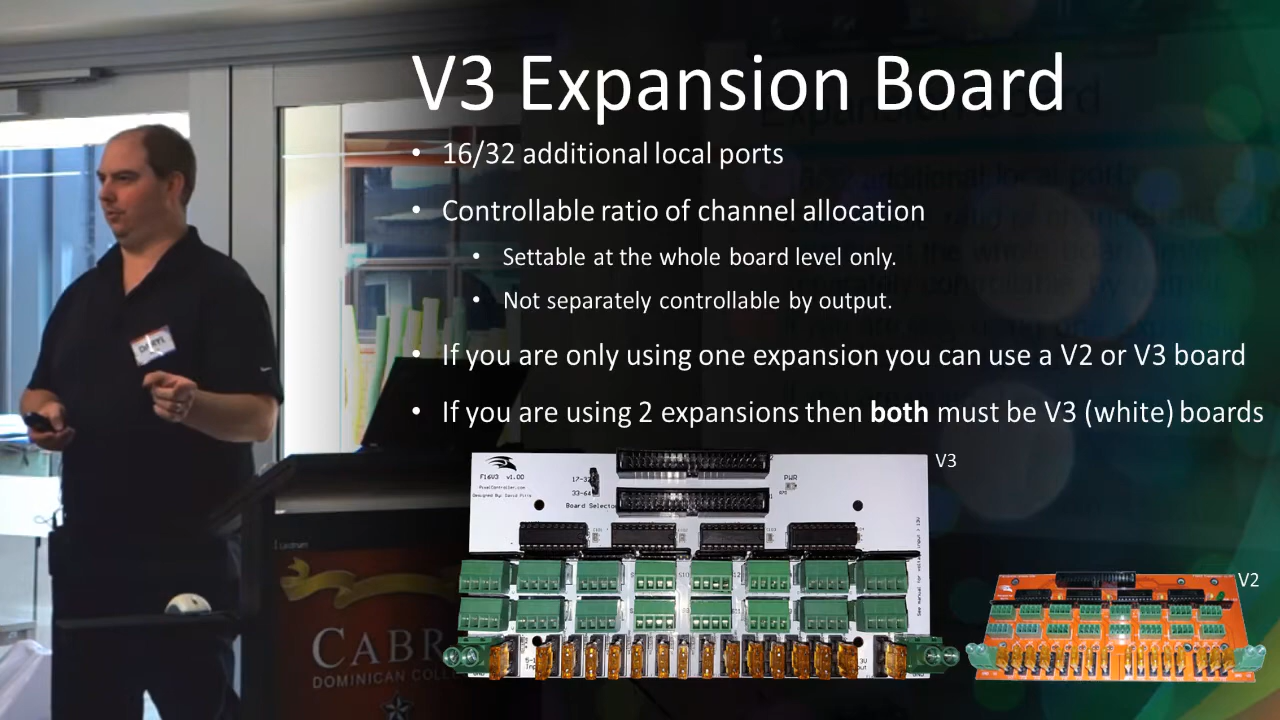 V3 Expansion Board
• 16/32 additional local ports
• Controllable ratio of channel allocation
• Settable at the whole board level only.
• Not separately controllable by output.
• If you are only using one expansion you can use a V2 or V3 board
• If you are using 2 expansions then both must be V3 (white) boards
V3
F16V3 v1.00
PixelController.com
Designed By: David Pitts
17-32
33-64
Board Selector
PWR
V2
DARYL
CABR
DOMINICAN COLL